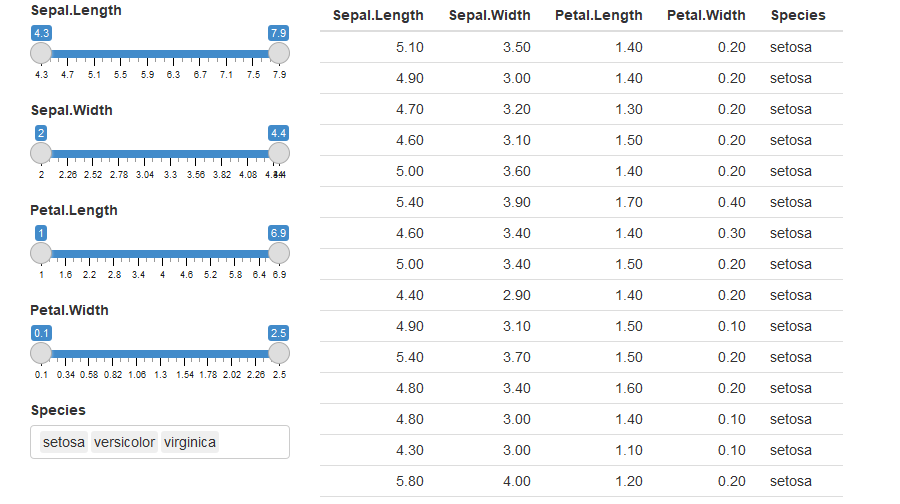 Sepal.Length
4.3 7.9
4.3 4.7 5.1 5.5 5.9 6.3 6.7 7.1 7.5 7.9
Sepal.Width
2 4.4
2 2.26 2.52 2.78 3.04 3.3 3.56 3.82 4.08 4.4
Petal.Length
1 6.9
1 1.6 2.2 2.8 3.4 4 4.6 5.2 5.8 6.4 6.9
Petal.Width
0.1 2.5
0.1 0.34 0.58 0.82 1.06 1.3 1.54 1.78 2.02 2.26 2.5
Species
setosa versicolor virginica
Sepal.Length Sepal.Width Petal.Length Petal.Width Species
5.10 3.50 1.40 0.20 setosa
4.90 3.00 1.40 0.20 setosa
4.70 3.20 1.30 0.20 setosa
4.60 3.10 1.50 0.20 setosa
5.00 3.60 1.40 0.20 setosa
5.40 3.90 1.70 0.40 setosa
4.60 3.40 1.40 0.30 setosa
5.00 3.40 1.50 0.20 setosa
4.40 2.90 1.40 0.20 setosa
4.90 3.10 1.50 0.10 setosa
5.40 3.70 1.50 0.20 setosa
4.80 3.40 1.60 0.20 setosa
4.80 3.00 1.40 0.10 setosa
4.30 3.00 1.10 0.10 setosa
5.80 4.00 1.20 0.20 setosa